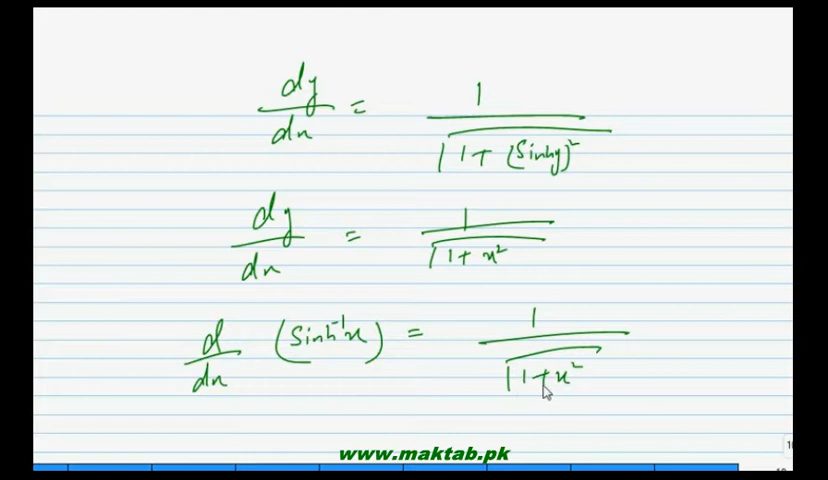 dy/dx = 1/√(1 + (Sinhy)²)
dy/dx = 1/√(1 + x²)
d/dx (Sinh⁻¹x) = 1/√(1+x²)
www.maktab.pk